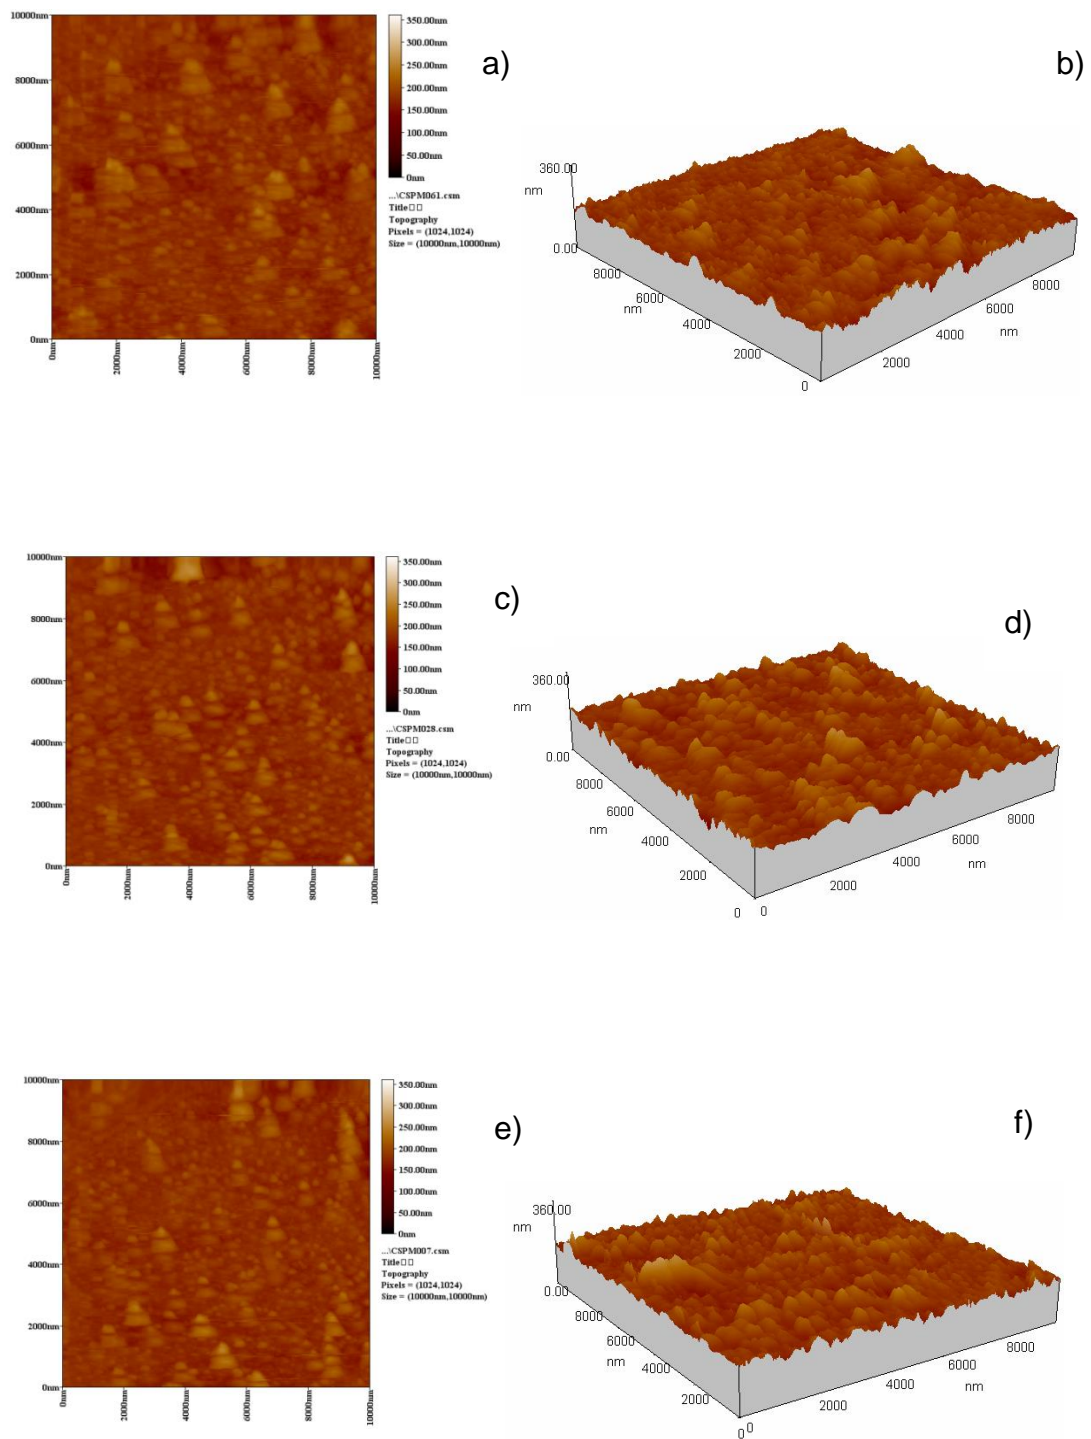 10000nm
8000nm
6000nm
4000nm
2000nm
0nm
0nm
2000nm
4000nm
6000nm
8000nm
10000nm
350.00nm
300.00nm
250.00nm
200.00nm
150.00nm
100.00nm
50.00nm
0nm
...\CSPM061.csm
Title□□
Topography
Pixels = (1024,1024)
Size = (10000nm,10000nm)
a)
b)
360.00
nm
0.00
8000
6000
nm
4000
2000
0
2000
4000
6000
nm
8000
10000nm
8000nm
6000nm
4000nm
2000nm
0nm
0nm
2000nm
4000nm
6000nm
8000nm
10000nm
350.00nm
300.00nm
250.00nm
200.00nm
150.00nm
100.00nm
50.00nm
0nm
...\CSPM028.csm
Title□□
Topography
Pixels = (1024,1024)
Size = (10000nm,10000nm)
c)
d)
360.00
nm
0.00
8000
6000
nm
4000
2000
0
0
2000
4000
6000
nm
8000
10000nm
8000nm
6000nm
4000nm
2000nm
0nm
0nm
2000nm
4000nm
6000nm
8000nm
10000nm
350.00nm
300.00nm
250.00nm
200.00nm
150.00nm
100.00nm
50.00nm
0nm
...\CSPM007.csm
Title□□
Topography
Pixels = (1024,1024)
Size = (10000nm,10000nm)
e)
f)
360.00
nm
0.00
8000
6000
nm
4000
2000
0
0
2000
4000
6000
nm
8000